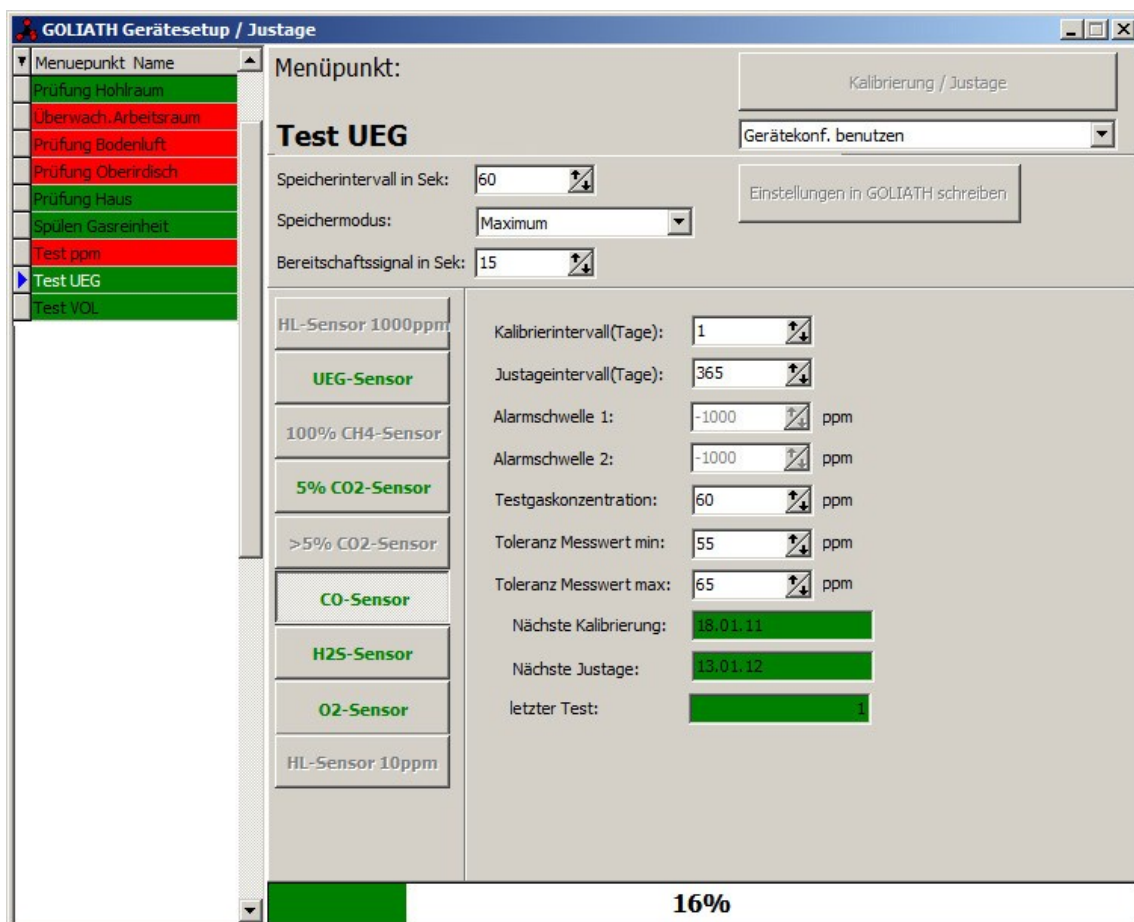 GOLIATH Gerätesetup / Justage
Menuepunkt Name
Prüfung Hohlraum
Überwach.Arbeitsraum
Prüfung Bodenluft
Prüfung Oberirdisch
Prüfung Haus
Spülen Gasreinheit
Test ppm
Test UEG
Test VOL
Menüpunkt:
Test UEG
Kalibrierung / Justage
Gerätekonf. benutzen
Einstellungen in GOLIATH schreiben
Speicherintervall in Sek: 60
Speichermodus: Maximum
Bereitschaftssignal in Sek: 15
HL-Sensor 1000ppm
UEG-Sensor
100% CH4-Sensor
5% CO2-Sensor
>5% CO2-Sensor
CO-Sensor
H2S-Sensor
O2-Sensor
HL-Sensor 10ppm
Kalibrierintervall(Tage): 1
Justageintervall(Tage): 365
Alarmschwelle 1: -1000 ppm
Alarmschwelle 2: -1000 ppm
Testgaskonzentration: 60 ppm
Toleranz Messwert min: 55 ppm
Toleranz Messwert max: 65 ppm
Nächste Kalibrierung: 18.01.11
Nächste Justage: 13.01.12
letzter Test: 1
16%